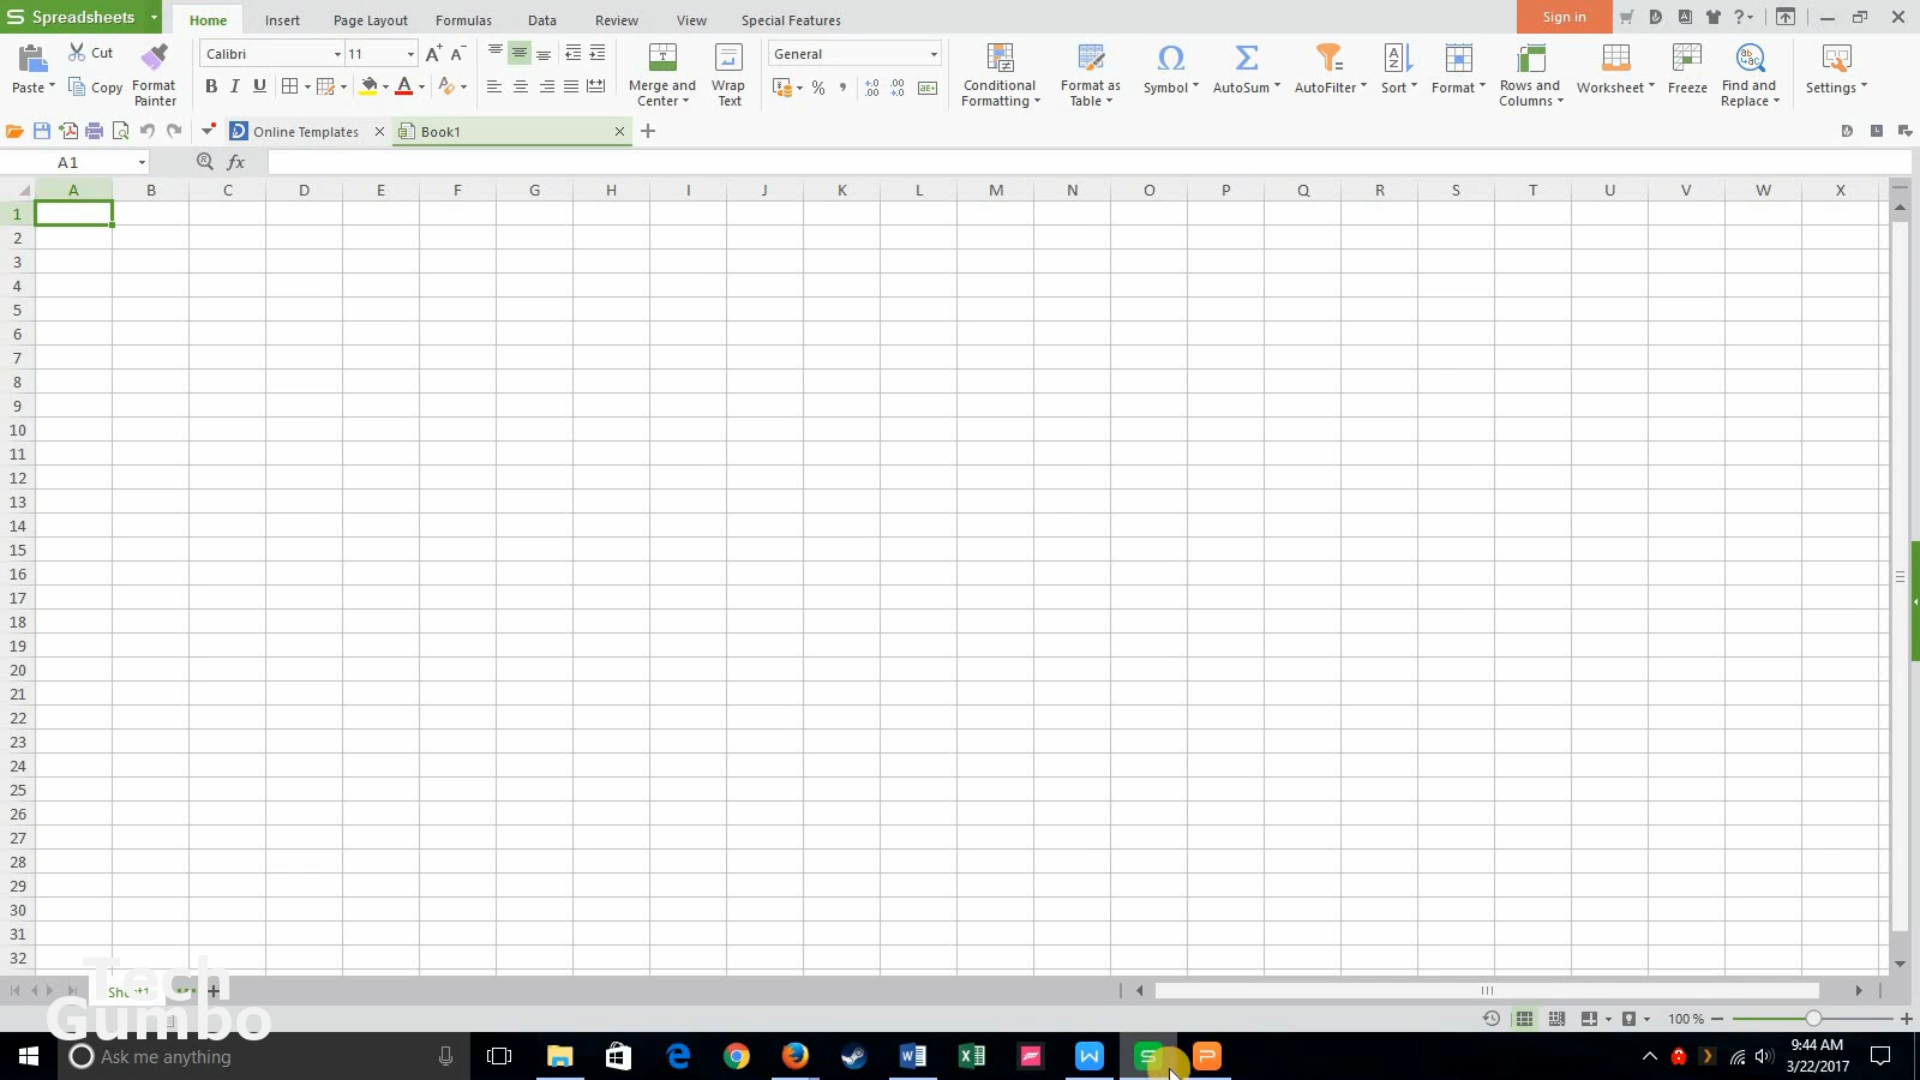 Spreadsheets Home Insert Page Layout Formulas Data Review View Special Features Sign in
Paste Cut Copy Format Painter
Calibri 11
Merge and Center
Wrap Text
General
Conditional Formatting
Format as Table
Symbol AutoSum AutoFilter Sort Format
Rows and Columns
Worksheet Freeze
Find and Replace
Settings
Online Templates Book1
A1 fx
A B C D E F G H I J K L M N O P Q R S T U V W X
1
2
3
4
5
6
7
8
9
10
11
12
13
14
15
16
17
18
19
20
21
22
23
24
25
26
27
28
29
30
31
32
Sheet1
Tech
Gumbo
100 %
Ask me anything
9:44 AM
3/22/2017